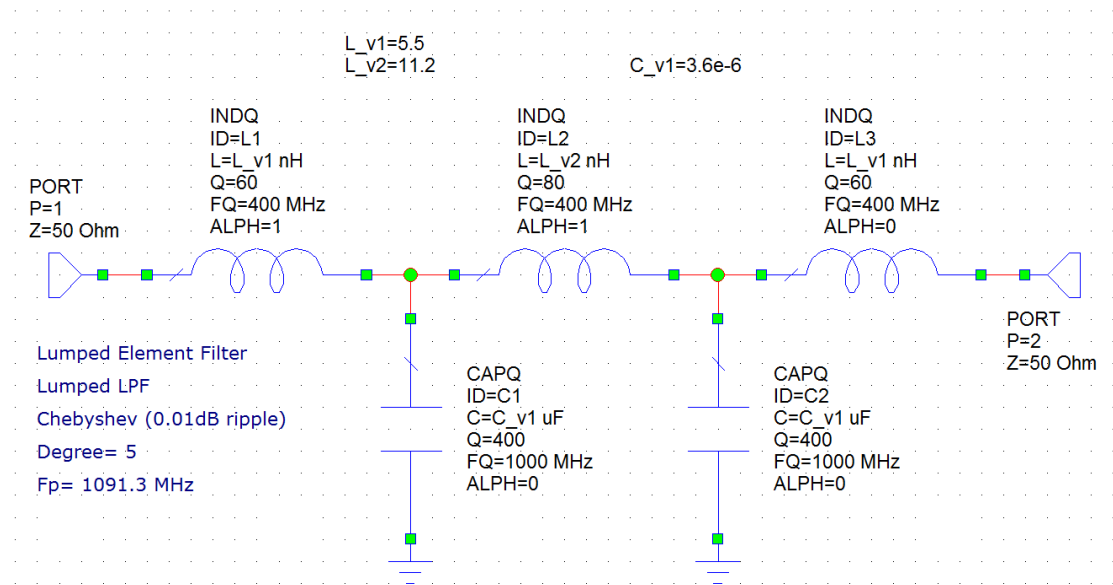 L_v1=5.5
L_v2=11.2
C_v1=3.6e-6
INDQ
ID=L1
L=L_v1 nH
Q=60
FQ=400 MHz
ALPH=1
INDQ
ID=L2
L=L_v2 nH
Q=80
FQ=400 MHz
ALPH=1
INDQ
ID=L3
L=L_v1 nH
Q=60
FQ=400 MHz
ALPH=0
PORT
P=1
Z=50 Ohm
PORT
P=2
Z=50 Ohm
Lumped Element Filter
Lumped LPF
Chebyshev (0.01dB ripple)
Degree= 5
Fp= 1091.3 MHz
CAPQ
ID=C1
C=C_v1 uF
Q=400
FQ=1000 MHz
ALPH=0
CAPQ
ID=C2
C=C_v1 uF
Q=400
FQ=1000 MHz
ALPH=0